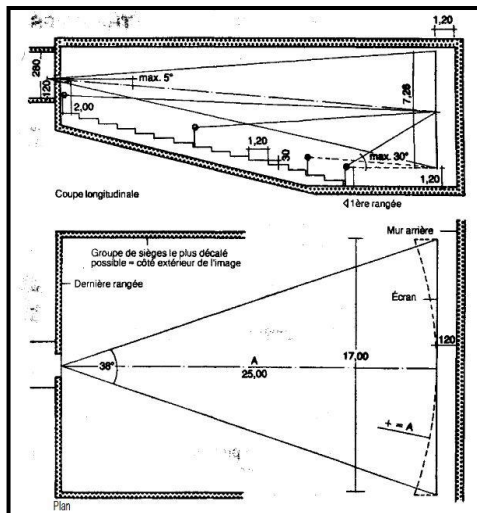 1,20
280
120
max. 5°
2,00
7,28
1,20
30
max. 30°
1,20
Coupe longitudinale
1ère rangée
Mur arrière
Groupe de sièges le plus décalé
possible = côté extérieur de l'image
Dernière rangée
Écran
38°
A
25,00
17,00
120
+ = A
Plan